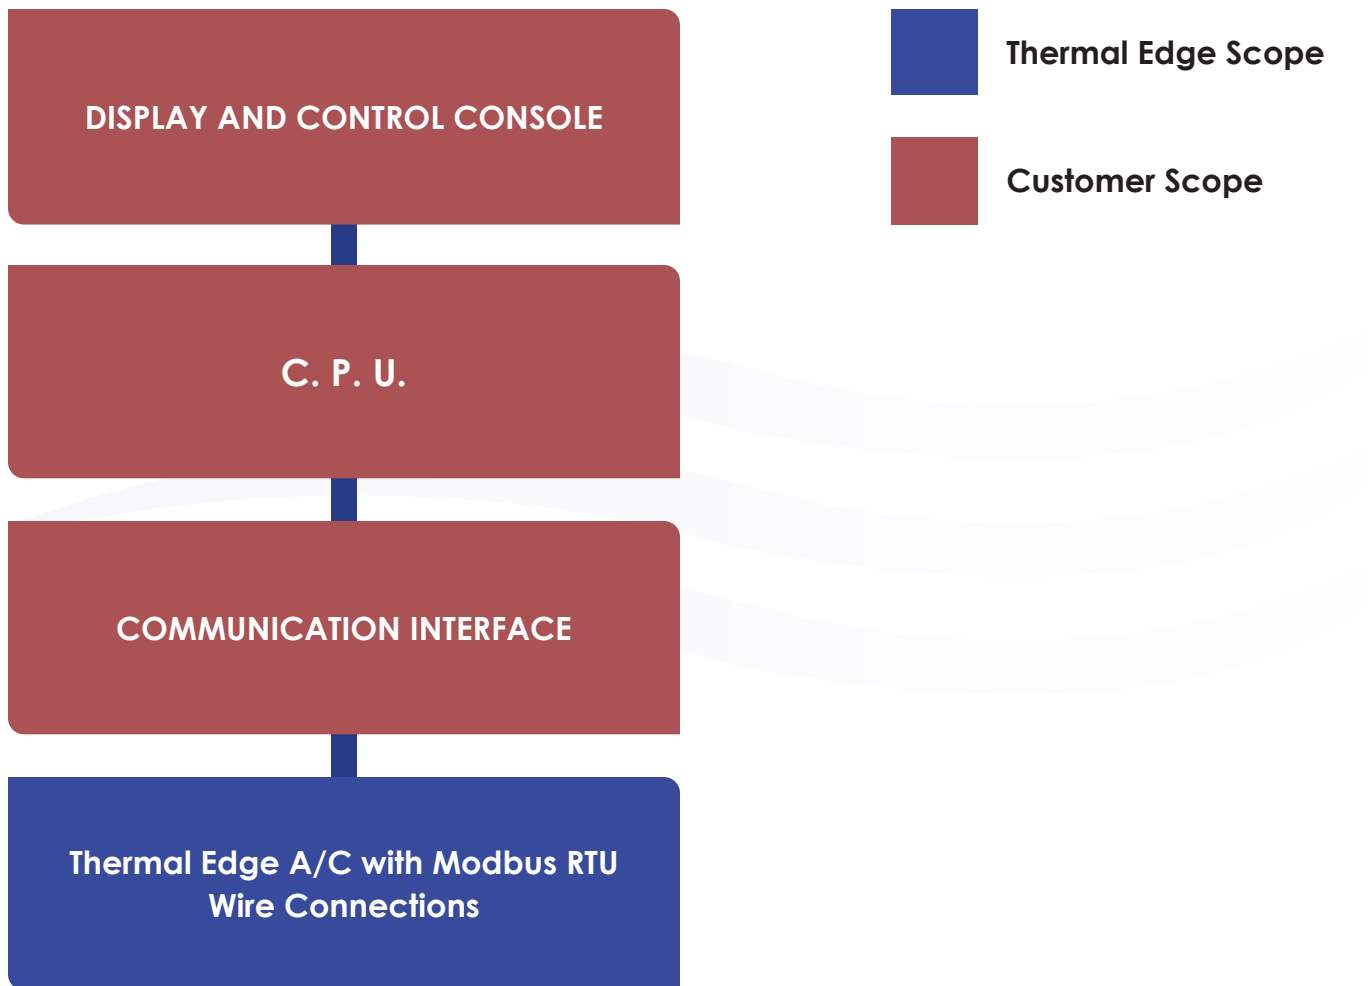 DISPLAY AND CONTROL CONSOLE
Thermal Edge Scope
Customer Scope
C. P. U.
COMMUNICATION INTERFACE
Thermal Edge A/C with Modbus RTU
Wire Connections